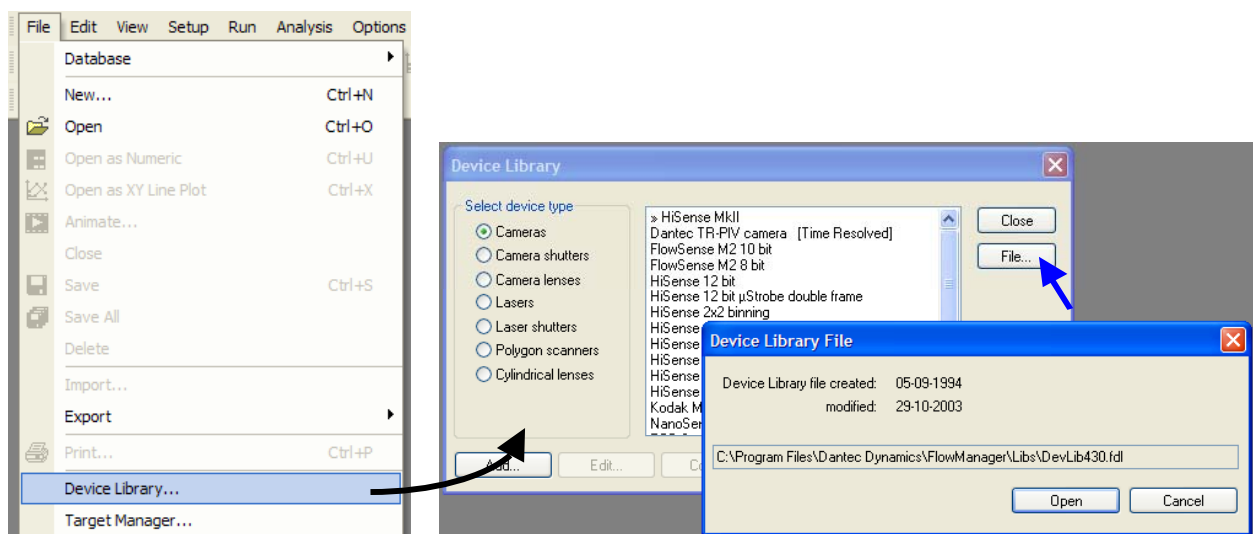 File Edit View Setup Run Analysis Options
Database
New... Ctrl+N
Open Ctrl+O
Open as Numeric Ctrl+U
Open as XY Line Plot Ctrl+X
Animate...
Close
Save Ctrl+S
Save All
Delete
Import...
Export
Print... Ctrl+P
Device Library...
Target Manager...
Device Library
Select device type
Cameras
Camera shutters
Camera lenses
Lasers
Laser shutters
Polygon scanners
Cylindrical lenses
» HiSense MkII
Dantec TR-PIV camera [Time Resolved]
FlowSense M2 10 bit
FlowSense M2 8 bit
HiSense 12 bit
HiSense 12 bit µStrobe double frame
HiSense 2x2 binning
HiSense
HiSense
HiSense
HiSense
HiSense
Kodak M
NanoSe
Close
File...
Add... Edit... Co
Device Library File
Device Library file created: 05-09-1994
modified: 29-10-2003
C:\Program Files\Dantec Dynamics\FlowManager\Libs\DevLib430.fdl
Open Cancel